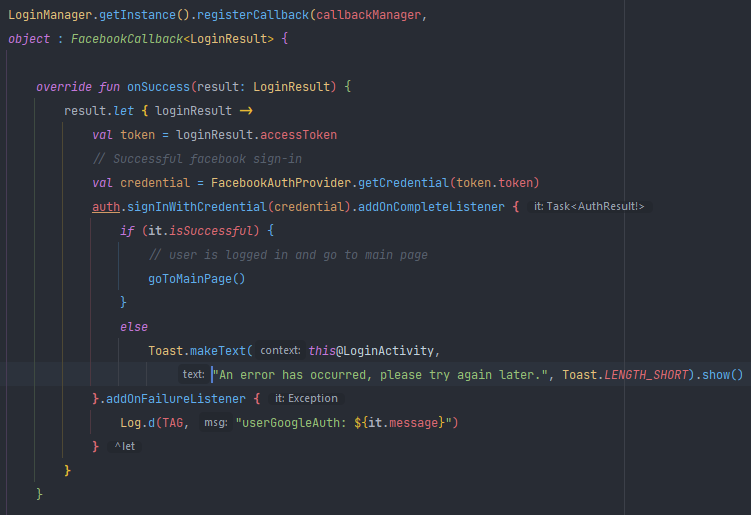 LoginManager.getInstance().registerCallback(callbackManager,
object : FacebookCallback<LoginResult> {
override fun onSuccess(result: LoginResult) {
result.let { loginResult ->
val token = loginResult.accessToken
// Successful facebook sign-in
val credential = FacebookAuthProvider.getCredential(token.token)
auth.signInWithCredential(credential).addOnCompleteListener { it: Task<AuthResult!>
if (it.isSuccessful) {
// user is logged in and go to main page
goToMainPage()
}
else
Toast.makeText( context: this@LoginActivity,
text: "An error has occurred, please try again later.", Toast.LENGTH_SHORT).show()
}.addOnFailureListener { it: Exception
Log.d(TAG, msg: "userGoogleAuth: ${it.message}")
} ^let
}
}